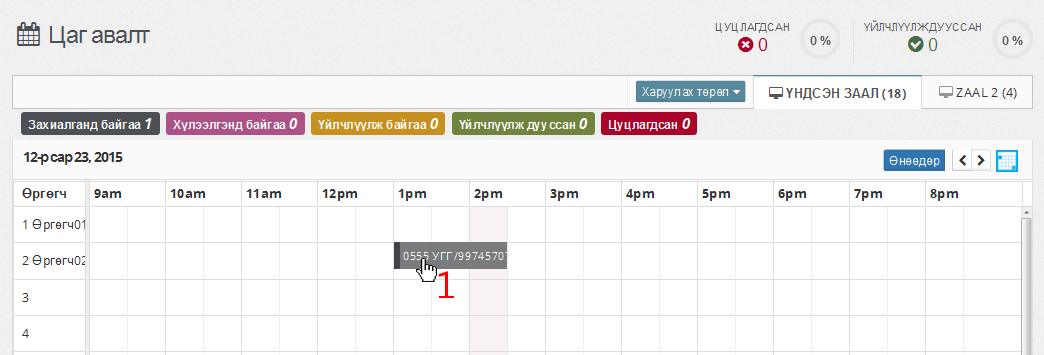 Цаг авалт
ЦУЦЛАГДСАН
0
0 %
ҮЙЛЧЛҮҮЛЖ ДУУССАН
0
0 %
Харуулах төрөл
ҮНДСЭН ЗААЛ (18)
ZAAL 2 (4)
Захиалганд байгаа 1
Хүлээлгэнд байгаа 0
Үйлчлүүлж байгаа 0
Үйлчлүүлж дууссан 0
Цуцлагдсан 0
12-р сар 23, 2015
Өнөөдөр
Өргөгч 9am 10am 11am 12pm 1pm 2pm 3pm 4pm 5pm 6pm 7pm 8pm
1 Өргөгч01
2 Өргөгч02
0555 УГГ/9974570
1
3
4